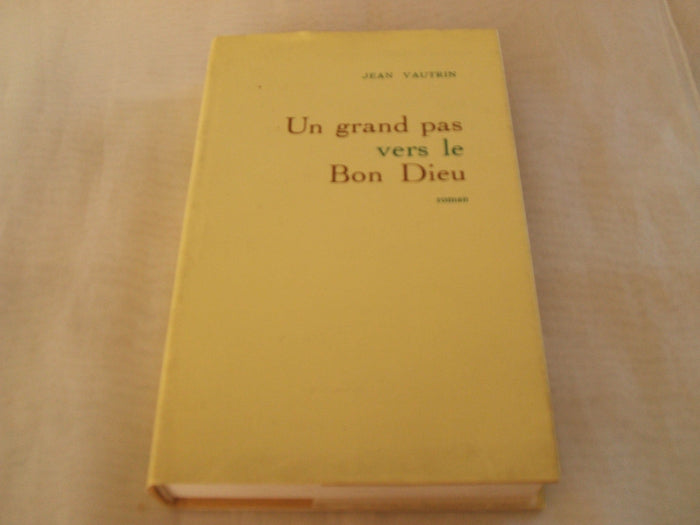 JEAN VAUTRIN
Un grand pas
vers le
Bon Dieu
roman